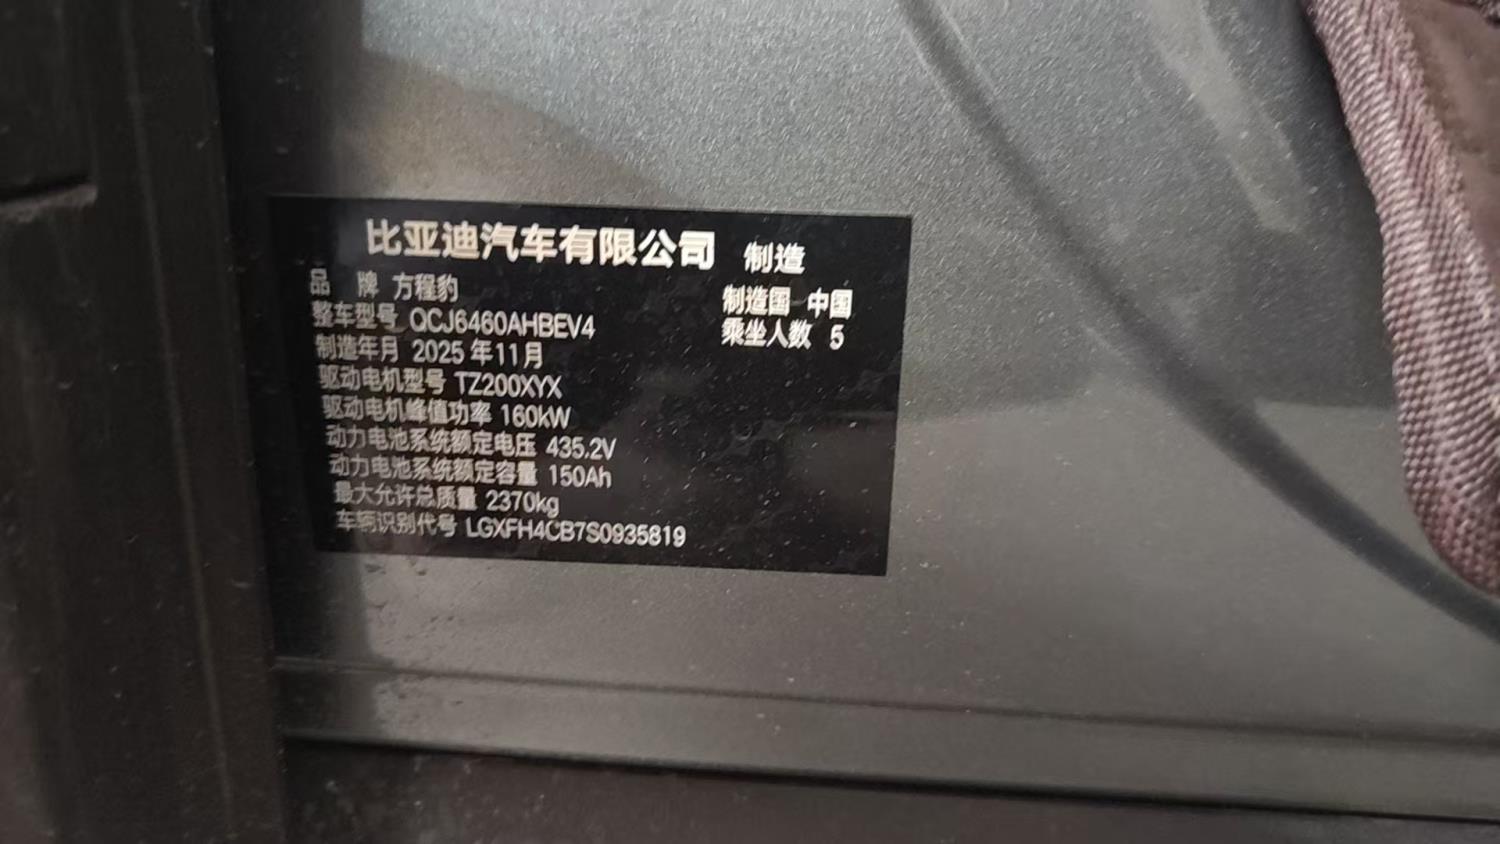 比亚迪汽车有限公司 制造
品 牌 方程豹
制造国 中国
整车型号 QCJ6460AHBEV4
乘坐人数 5
制造年月 2025年11月
驱动电机型号 TZ200XYX
驱动电机峰值功率 160kW
动力电池系统额定电压 435.2V
动力电池系统额定容量 150Ah
最大允许总质量 2370kg
车辆识别代号 LGXFH4CB7S0935819